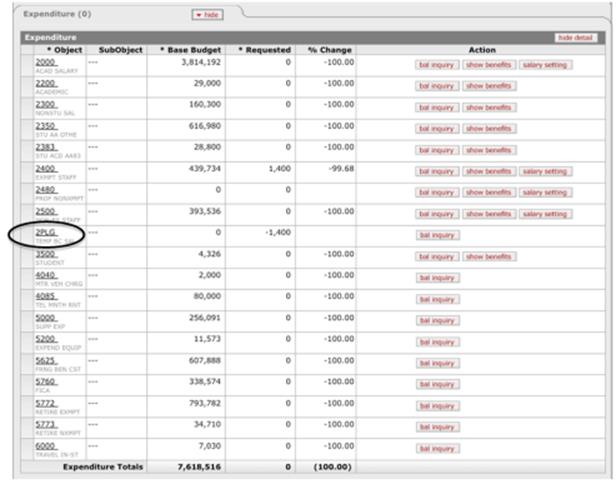 Expenditure (0) ▼ hide
Expenditure hide detail
* Object SubObject * Base Budget * Requested % Change Action
2000 --- 3,814,192 0 -100.00 bal inquiry show benefits salary setting
ACAD SALARY
2200 --- 29,000 0 -100.00 bal inquiry show benefits
ACADEMIC
2300 --- 160,300 0 -100.00 bal inquiry show benefits
NONSTU SAL
2350 --- 616,980 0 -100.00 bal inquiry show benefits
STU AA OTHE
2383 --- 28,800 0 -100.00 bal inquiry show benefits
STU ACD AA83
2400 --- 439,734 1,400 -99.68 bal inquiry show benefits salary setting
EXMPT STAFF
2480 --- 0 0 bal inquiry show benefits
PROF NONXMPT
2500 --- 393,536 0 -100.00 bal inquiry show benefits salary setting
STAFF
2PLG --- 0 -1,400 bal inquiry
TEMP BC
3500 --- 4,326 0 -100.00 bal inquiry show benefits
STUDENT
4040 --- 2,000 0 -100.00 bal inquiry
MTR VEH CHRG
4085 --- 80,000 0 -100.00 bal inquiry
TEL MNTH RNT
5000 --- 256,091 0 -100.00 bal inquiry
SUPP EXP
5200 --- 11,573 0 -100.00 bal inquiry
EXPEND EQUIP
5625 --- 607,888 0 -100.00 bal inquiry
FRNG BEN CST
5760 --- 338,574 0 -100.00 bal inquiry
FICA
5772 --- 793,782 0 -100.00 bal inquiry
RETIRE EXMPT
5773 --- 34,710 0 -100.00 bal inquiry
RETIRE NXMPT
6000 --- 7,030 0 -100.00 bal inquiry
TRAVEL IN-ST
Expenditure Totals 7,618,516 0 (100.00)